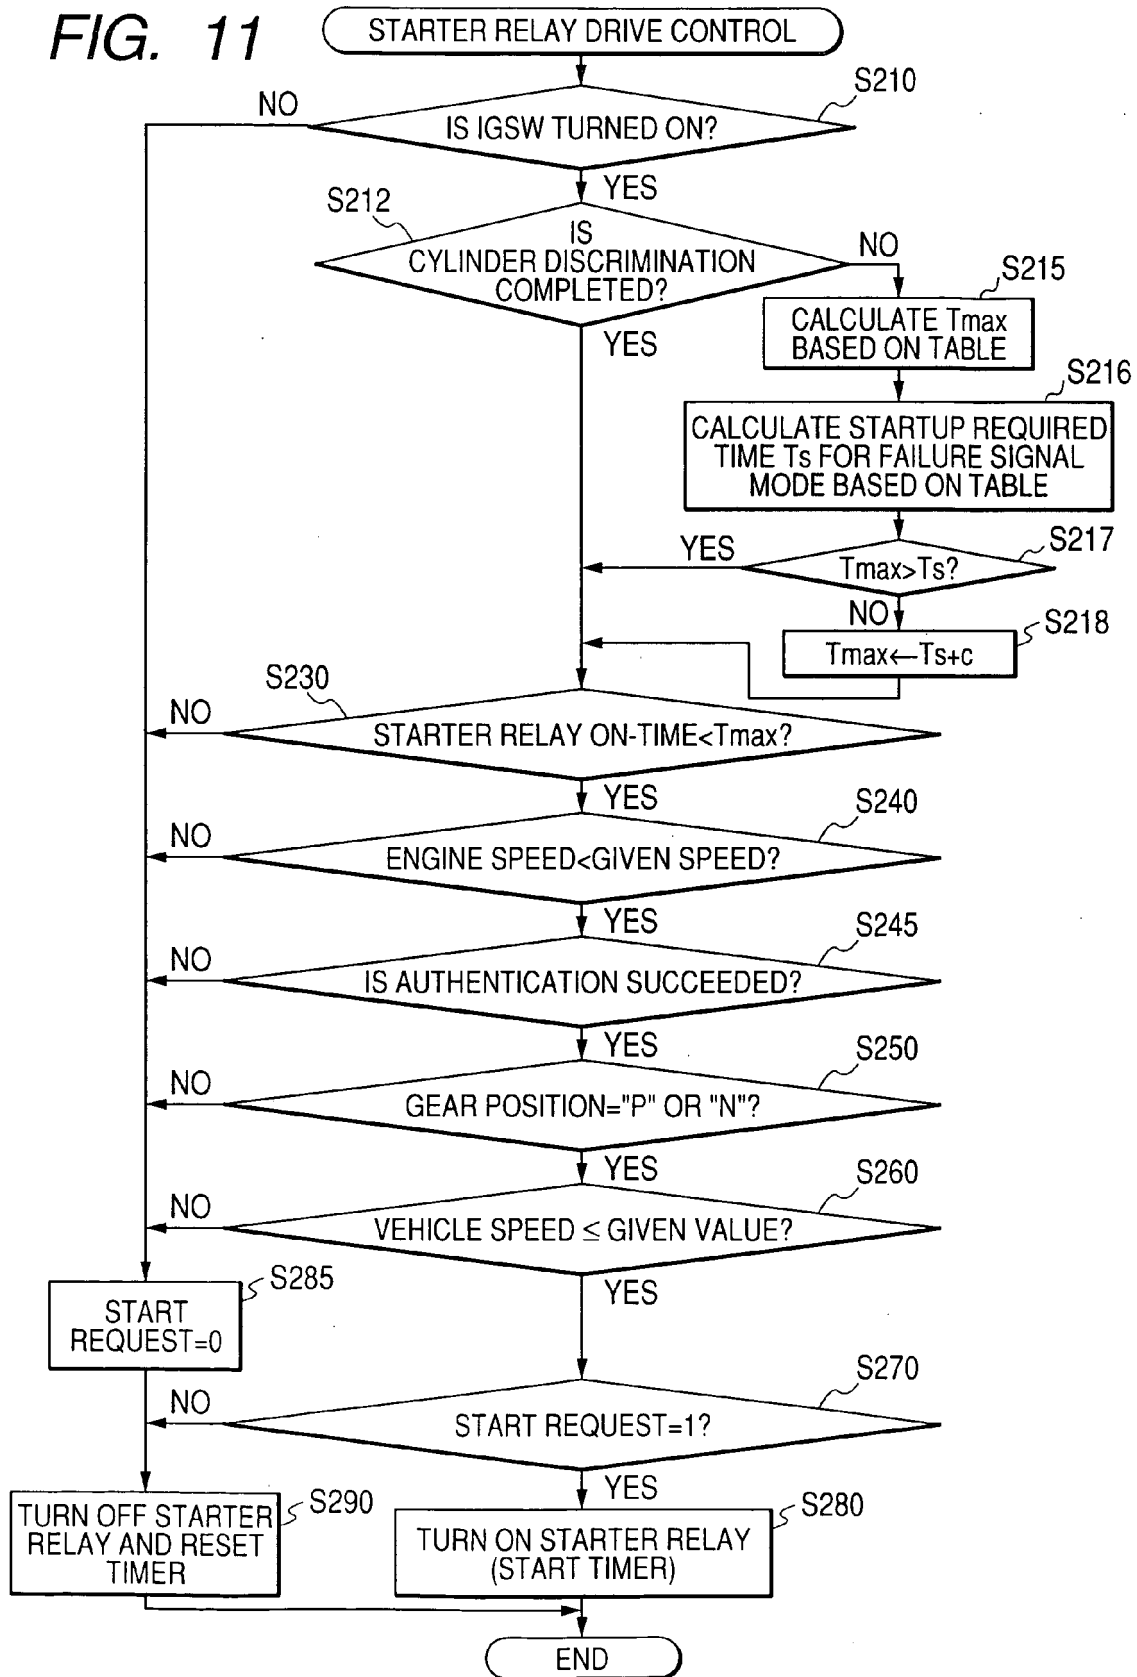 FIG. 11
STARTER RELAY DRIVE CONTROL
S210
NO
IS IGSW TURNED ON?
YES
S212
IS
CYLINDER DISCRIMINATION
COMPLETED?
NO
YES
S215
CALCULATE Tmax
BASED ON TABLE
S216
CALCULATE STARTUP REQUIRED
TIME Ts FOR FAILURE SIGNAL
MODE BASED ON TABLE
S217
YES
Tmax>Ts?
NO
S218
Tmax←Ts+c
S230
NO
STARTER RELAY ON-TIME<Tmax?
YES
S240
NO
ENGINE SPEED<GIVEN SPEED?
YES
S245
NO
IS AUTHENTICATION SUCCEEDED?
YES
S250
NO
GEAR POSITION="P" OR "N"?
YES
S260
NO
VEHICLE SPEED ≤ GIVEN VALUE?
YES
S285
START
REQUEST=0
S270
NO
START REQUEST=1?
YES
S290
TURN OFF STARTER
RELAY AND RESET
TIMER
S280
TURN ON STARTER RELAY
(START TIMER)
END